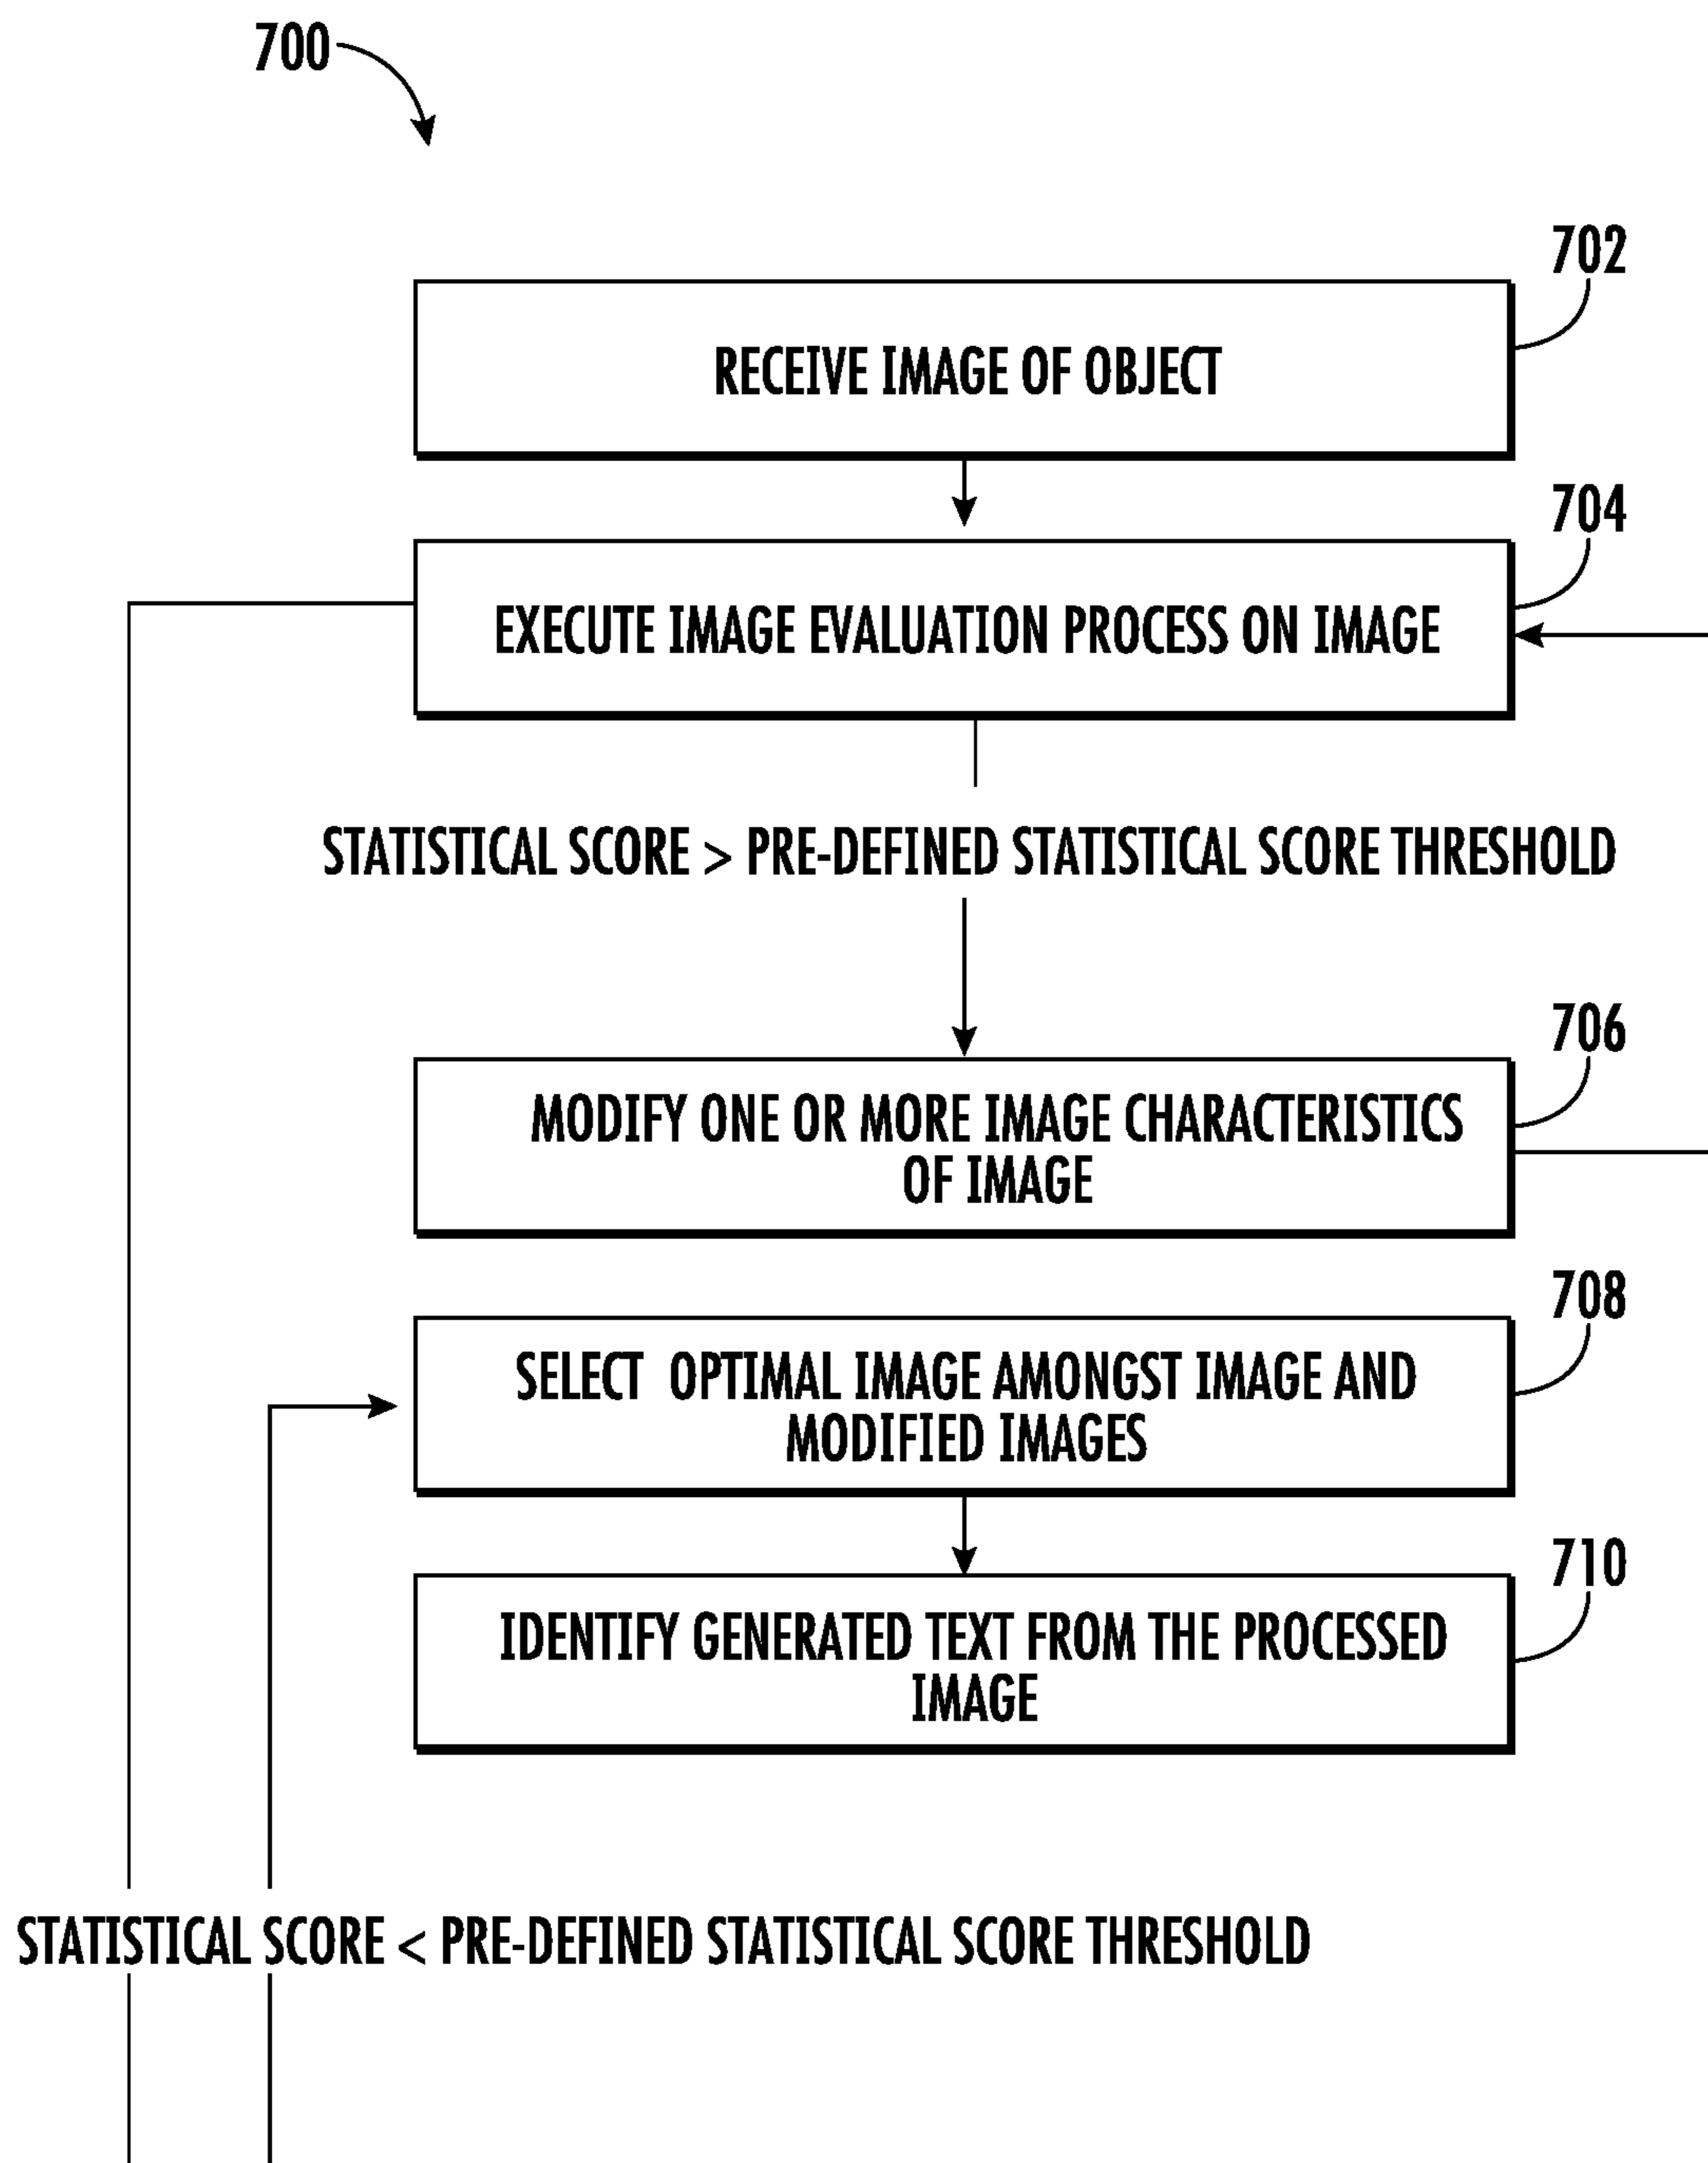 700
702
RECEIVE IMAGE OF OBJECT
704
EXECUTE IMAGE EVALUATION PROCESS ON IMAGE
STATISTICAL SCORE > PRE-DEFINED STATISTICAL SCORE THRESHOLD
706
MODIFY ONE OR MORE IMAGE CHARACTERISTICS
OF IMAGE
708
SELECT OPTIMAL IMAGE AMONGST IMAGE AND
MODIFIED IMAGES
710
IDENTIFY GENERATED TEXT FROM THE PROCESSED
IMAGE
STATISTICAL SCORE < PRE-DEFINED STATISTICAL SCORE THRESHOLD